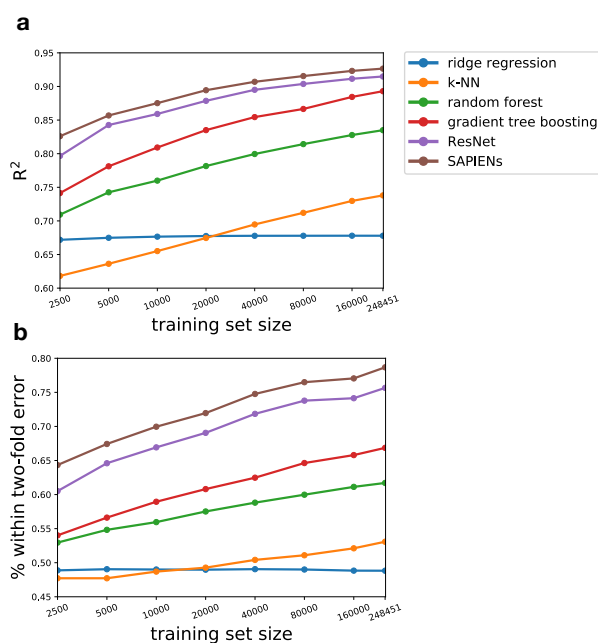 a
0.95
0.90
0.85
0.80
0.75
0.70
0.65
0.60
R²
2500 5000 10000 20000 40000 80000 160000 248451
training set size
ridge regression
k-NN
random forest
gradient tree boosting
ResNet
SAPIENs
b
0.80
0.75
0.70
0.65
0.60
0.55
0.50
0.45
% within two-fold error
2500 5000 10000 20000 40000 80000 160000 248451
training set size